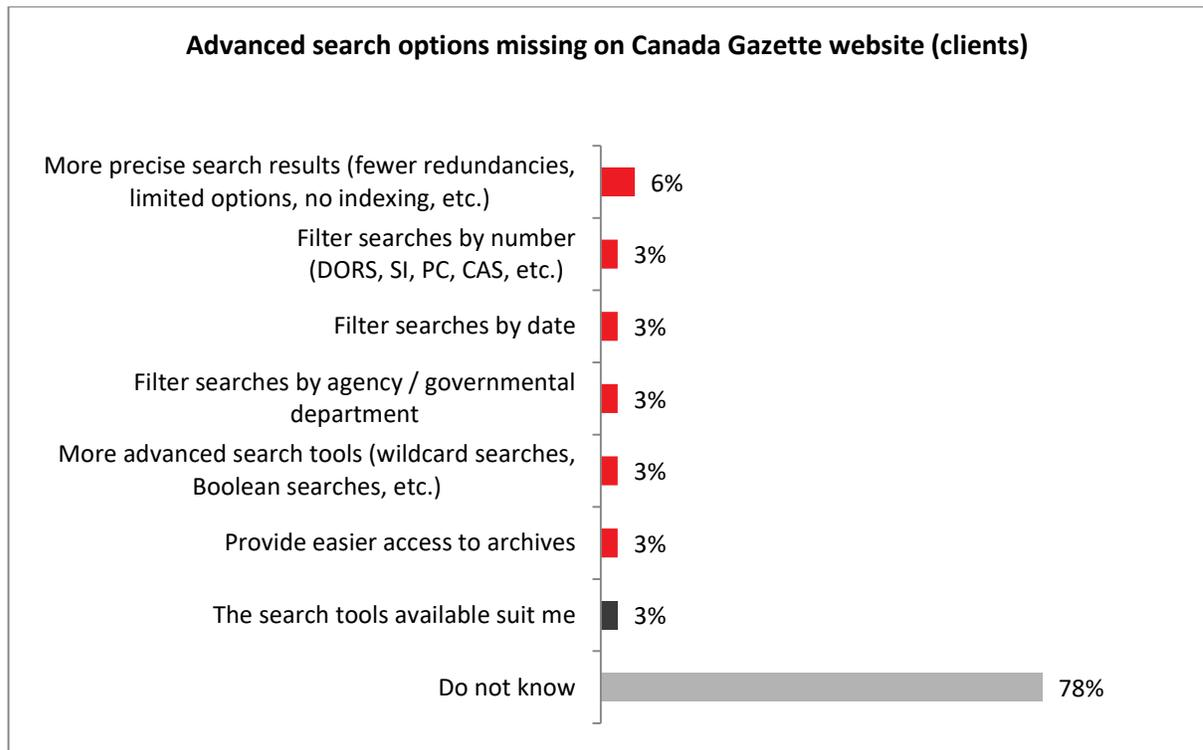 Advanced search options missing on Canada Gazette website (clients)
More precise search results (fewer redundancies,
limited options, no indexing, etc.)
6%
Filter searches by number
(DORS, SI, PC, CAS, etc.)
3%
Filter searches by date
3%
Filter searches by agency / governmental
department
3%
More advanced search tools (wildcard searches,
Boolean searches, etc.)
3%
Provide easier access to archives
3%
The search tools available suit me
3%
Do not know
78%